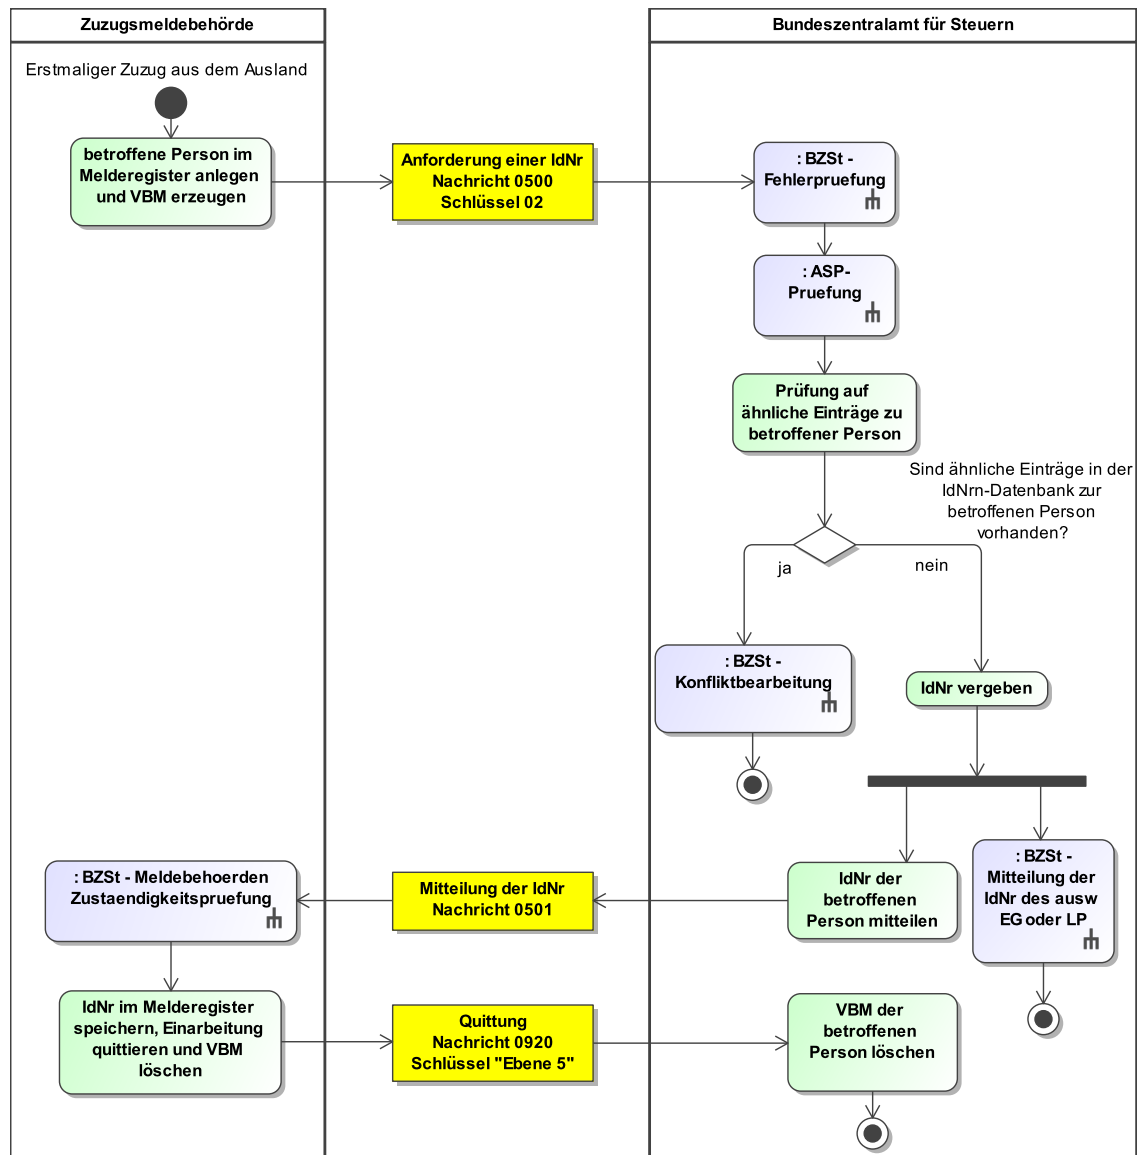 Zuzugsmeldebehörde
Bundeszentralamt für Steuern
Erstmaliger Zuzug aus dem Ausland
betroffene Person im
Melderegister anlegen
und VBM erzeugen
Anforderung einer IdNr
Nachricht 0500
Schlüssel 02
: BZSt -
Fehlerpruefung
: ASP-
Pruefung
Prüfung auf
ähnliche Einträge zu
betroffener Person
Sind ähnliche Einträge in der
IdNrn-Datenbank zur
betroffenen Person
vorhanden?
ja
nein
: BZSt -
Konfliktbearbeitung
IdNr vergeben
: BZSt - Meldebehoerden
Zustaendigkeitspruefung
Mitteilung der IdNr
Nachricht 0501
IdNr der
betroffenen
Person mitteilen
: BZSt -
Mitteilung der
IdNr des ausw
EG oder LP
IdNr im Melderegister
speichern, Einarbeitung
quittieren und VBM
löschen
Quittung
Nachricht 0920
Schlüssel "Ebene 5"
VBM der
betroffenen
Person löschen